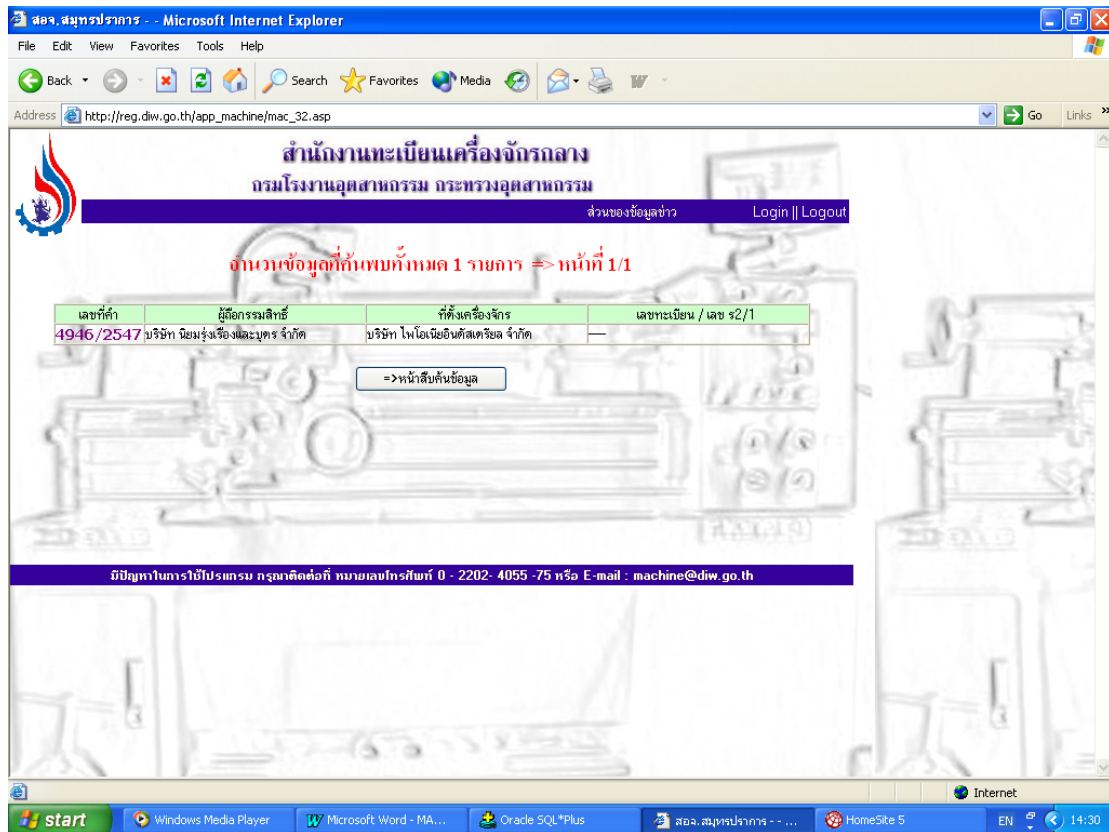 สอจ.สมุทรปราการ - - Microsoft Internet Explorer
File Edit View Favorites Tools Help
Back Search Favorites Media
Address http://reg.diw.go.th/app_machine/mac_32.asp Go Links »
สำนักงานทะเบียนเครื่องจักรกลาง
กรมโรงงานอุตสาหกรรม กระทรวงอุตสาหกรรม
ส่วนของข้อมูลข่าว Login || Logout
จำนวนข้อมูลที่ค้นพบทั้งหมด 1 รายการ => หน้าที่ 1/1
เลขที่คำ ผู้ถือกรรมสิทธิ์ ที่ตั้งเครื่องจักร เลขทะเบียน / เลข ร2/1
4946/2547 บริษัท นิยมรุ่งเรืองและบุตร จำกัด บริษัท ไพโอเนียอินดัสเตรียล จำกัด —
=>หน้าสืบค้นข้อมูล
มีปัญหาในการใช้โปรแกรม กรุณาติดต่อที่ หมายเลขโทรศัพท์ 0 - 2202- 4055 -75 หรือ E-mail : machine@diw.go.th
Internet
start Windows Media Player Microsoft Word - MA... Oracle SQL*Plus สอจ.สมุทรปราการ - - ... HomeSite 5 EN 14:30